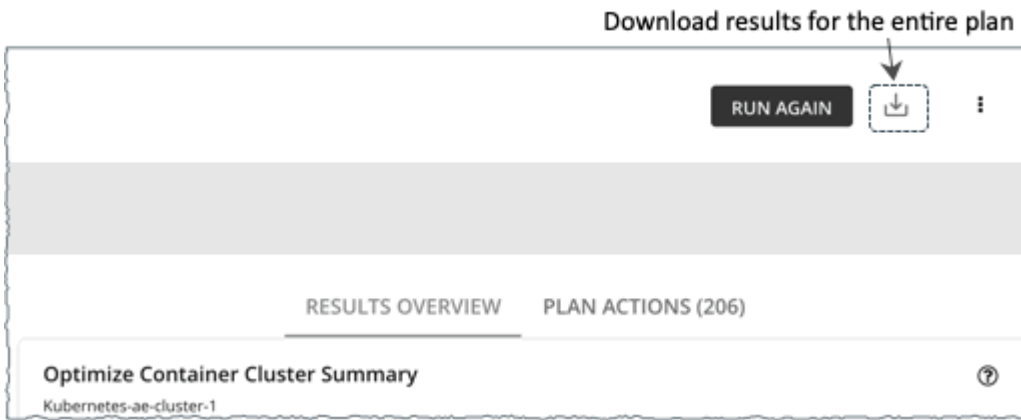 Download results for the entire plan
RUN AGAIN
RESULTS OVERVIEW PLAN ACTIONS (206)
Optimize Container Cluster Summary
Kubernetes-ae-cluster-1